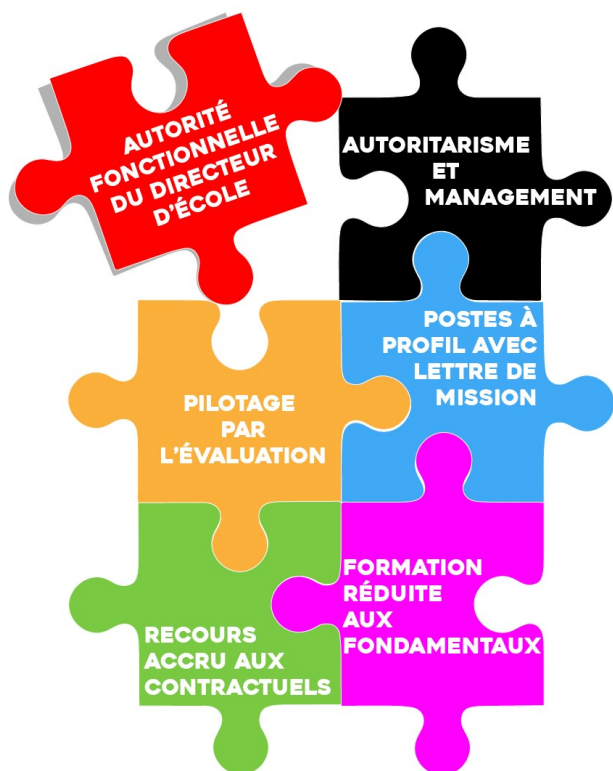 AUTORITÉ
FONCTIONNELLE
DU DIRECTEUR
D'ÉCOLE
AUTORITARISME
ET
MANAGEMENT
PILOTAGE
PAR
L'ÉVALUATION
POSTES À
PROFIL AVEC
LETTRE DE
MISSION
RECOURS
ACCRU AUX
CONTRACTUELS
FORMATION
RÉDUITE
AUX
FONDAMENTAUX